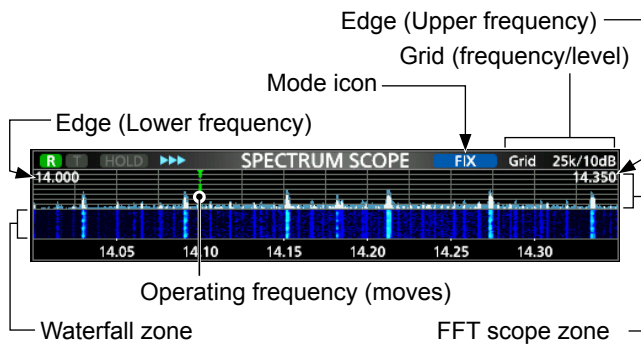 Edge (Upper frequency)
Grid (frequency/level)
Mode icon
Edge (Lower frequency)
R T HOLD SPECTRUM SCOPE FIX Grid 25k/10dB
14.000 14.350
14.05 14.10 14.15 14.20 14.25 14.30
Operating frequency (moves)
Waterfall zone FFT scope zone